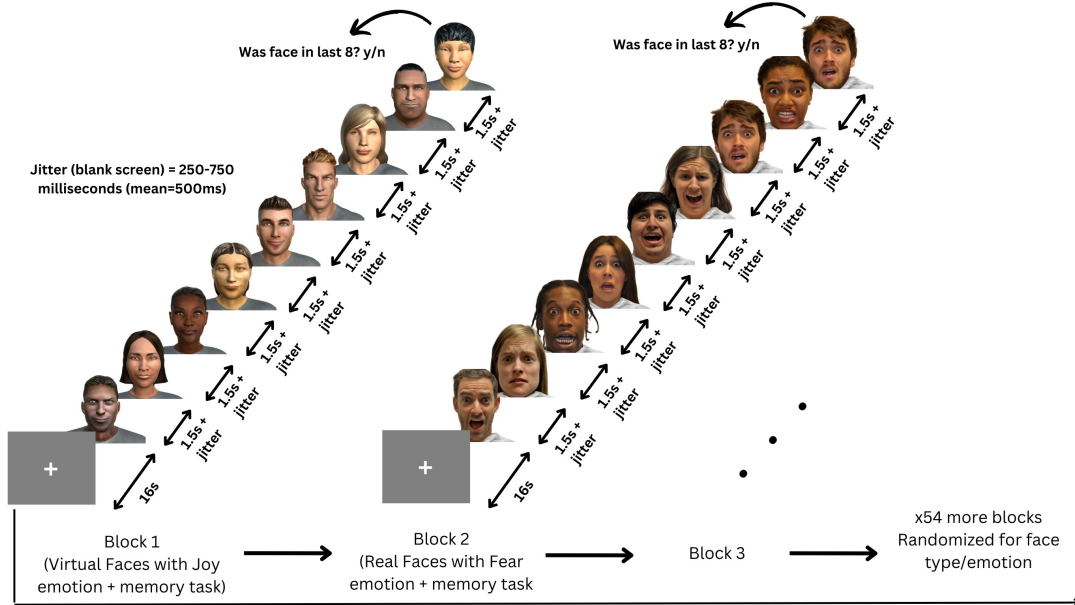 Was face in last 8? y/n
Was face in last 8? y/n
Jitter (blank screen) = 250-750
milliseconds (mean=500ms)
1.5s +
jitter
1.5s +
jitter
1.5s +
jitter
1.5s +
jitter
1.5s +
jitter
1.5s +
jitter
1.5s +
jitter
1.5s +
jitter
16s
1.5s +
jitter
1.5s +
jitter
1.5s +
jitter
1.5s +
jitter
1.5s +
jitter
1.5s +
jitter
1.5s +
jitter
1.5s +
jitter
16s
Block 1
(Virtual Faces with Joy
emotion + memory task)
Block 2
(Real Faces with Fear
emotion + memory task
Block 3
x54 more blocks
Randomized for face
type/emotion